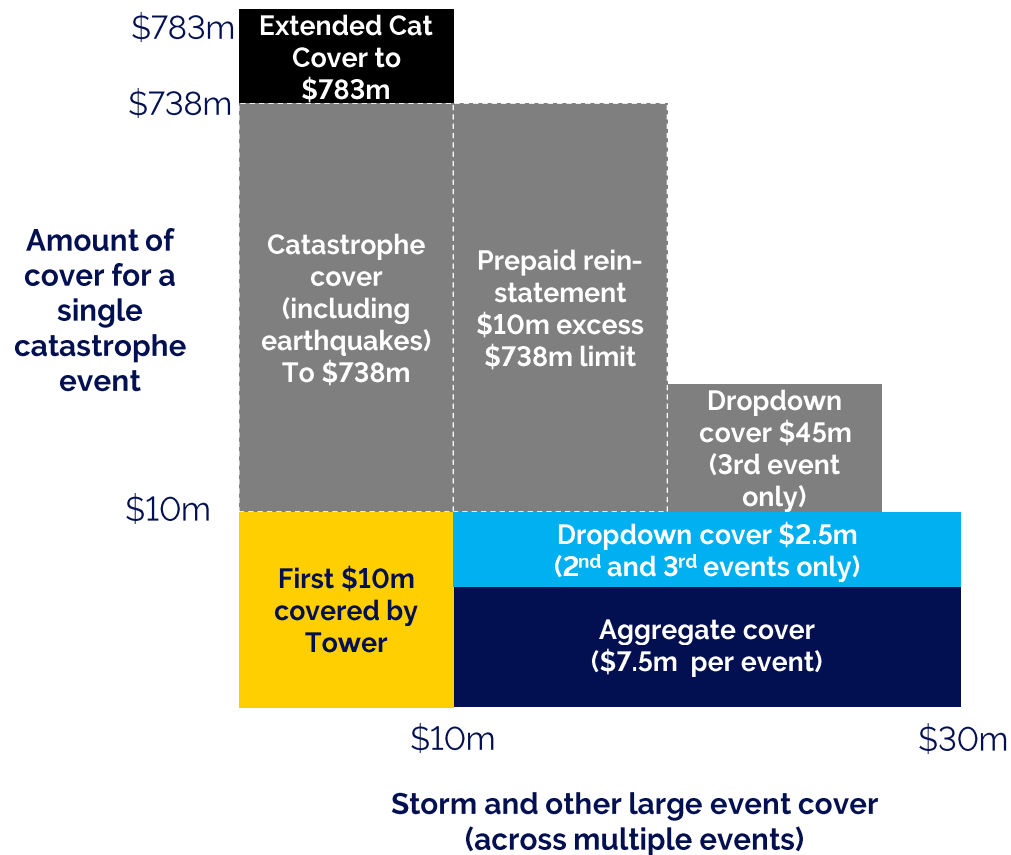 $783m
Extended Cat
Cover to
$783m
$738m
Amount of
cover for a
single
catastrophe
event
Catastrophe
cover
(including
earthquakes)
To $738m
Prepaid rein-
statement
$10m excess
$738m limit
Dropdown
cover $45m
(3rd event
only)
$10m
First $10m
covered by
Tower
Dropdown cover $2.5m
(2nd and 3rd events only)
Aggregate cover
($7.5m  per event)
$10m
$30m
Storm and other large event cover
(across multiple events)